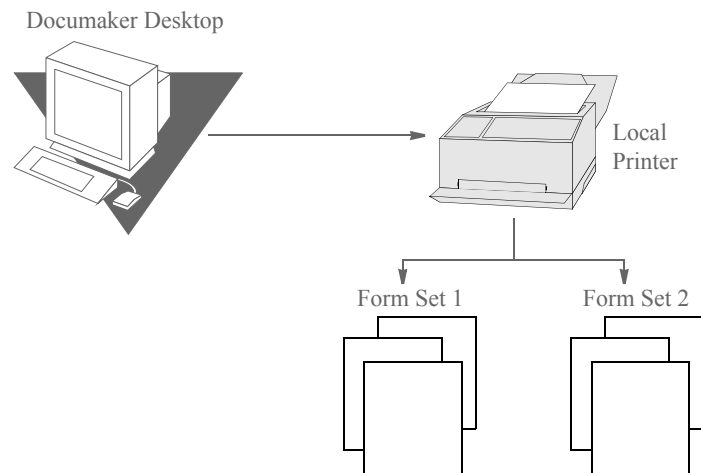 Documaker Desktop
Local
Printer
Form Set 1
Form Set 2